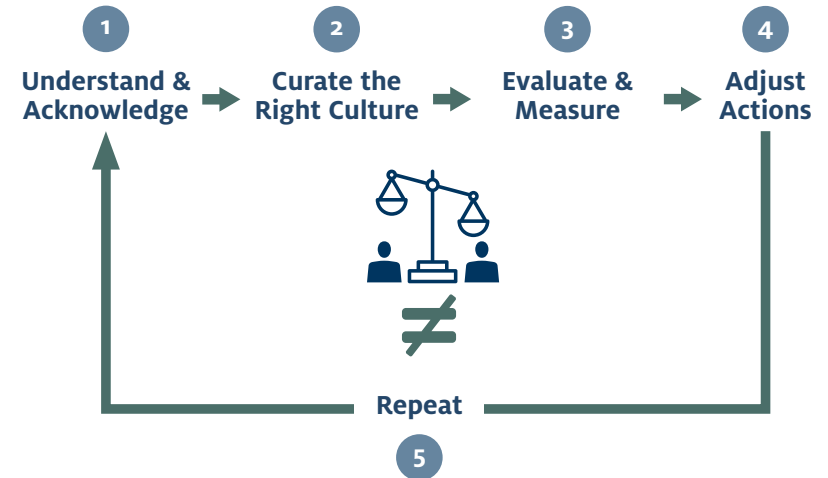 1
Understand &
Acknowledge
2
Curate the
Right Culture
3
Evaluate &
Measure
4
Adjust
Actions
≠
Repeat
5